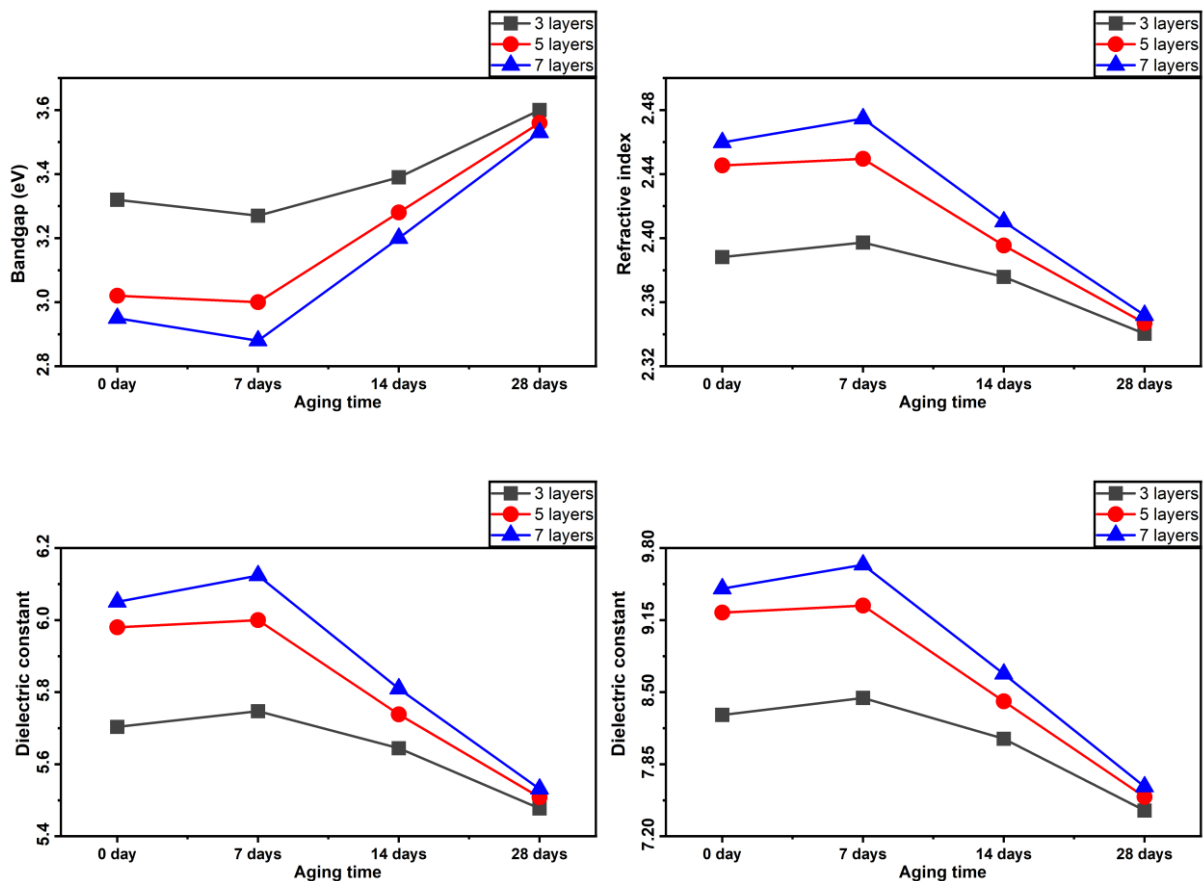 3 layers
5 layers
7 layers
Bandgap (eV)
3.6
3.4
3.2
3.0
2.8
0 day 7 days 14 days 28 days
Aging time
3 layers
5 layers
7 layers
Refractive index
2.48
2.44
2.40
2.36
2.32
0 day 7 days 14 days 28 days
Aging time
3 layers
5 layers
7 layers
Dielectric constant
6.2
6.0
5.8
5.6
5.4
0 day 7 days 14 days 28 days
Aging time
3 layers
5 layers
7 layers
Dielectric constant
9.80
9.15
8.50
7.85
7.20
0 day 7 days 14 days 28 days
Aging time